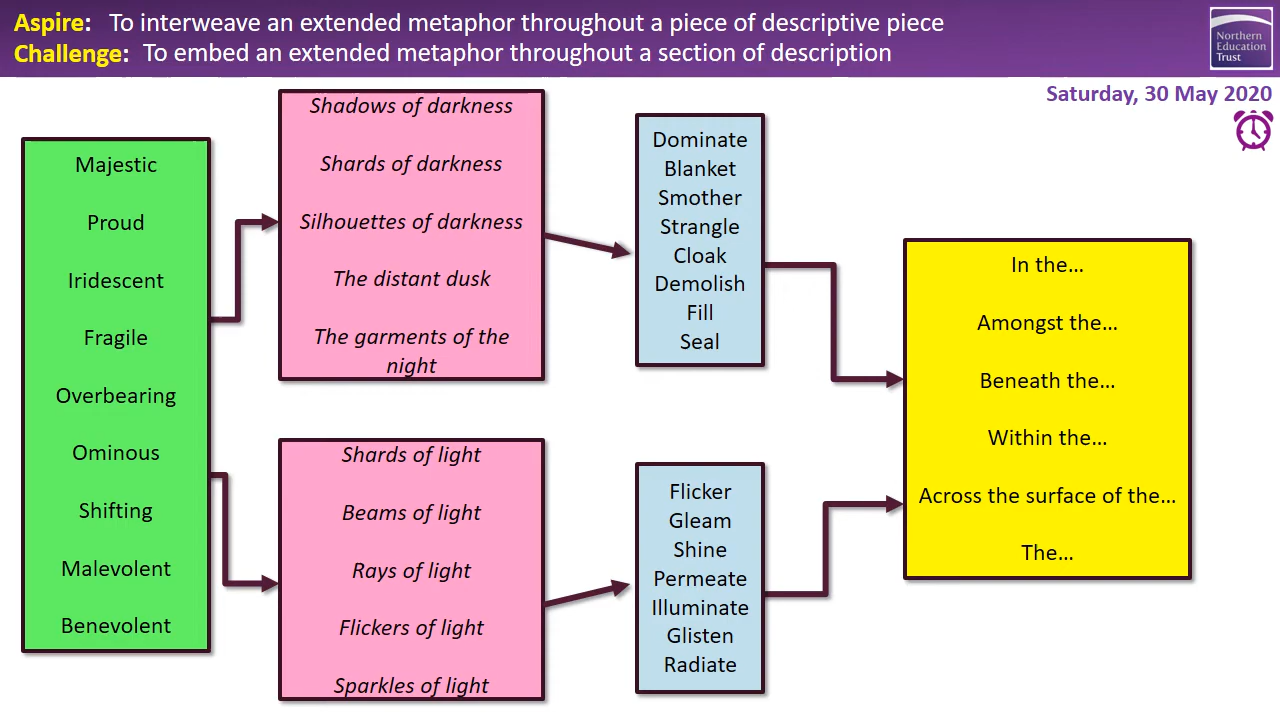 Aspire: To interweave an extended metaphor throughout a piece of descriptive piece
Challenge: To embed an extended metaphor throughout a section of description
Northern
Education
Trust
Saturday, 30 May 2020
Majestic
Proud
Iridescent
Fragile
Overbearing
Ominous
Shifting
Malevolent
Benevolent
Shadows of darkness
Shards of darkness
Silhouettes of darkness
The distant dusk
The garments of the
night
Shards of light
Beams of light
Rays of light
Flickers of light
Sparkles of light
Dominate
Blanket
Smother
Strangle
Cloak
Demolish
Fill
Seal
Flicker
Gleam
Shine
Permeate
Illuminate
Glisten
Radiate
In the...
Amongst the...
Beneath the...
Within the...
Across the surface of the...
The...